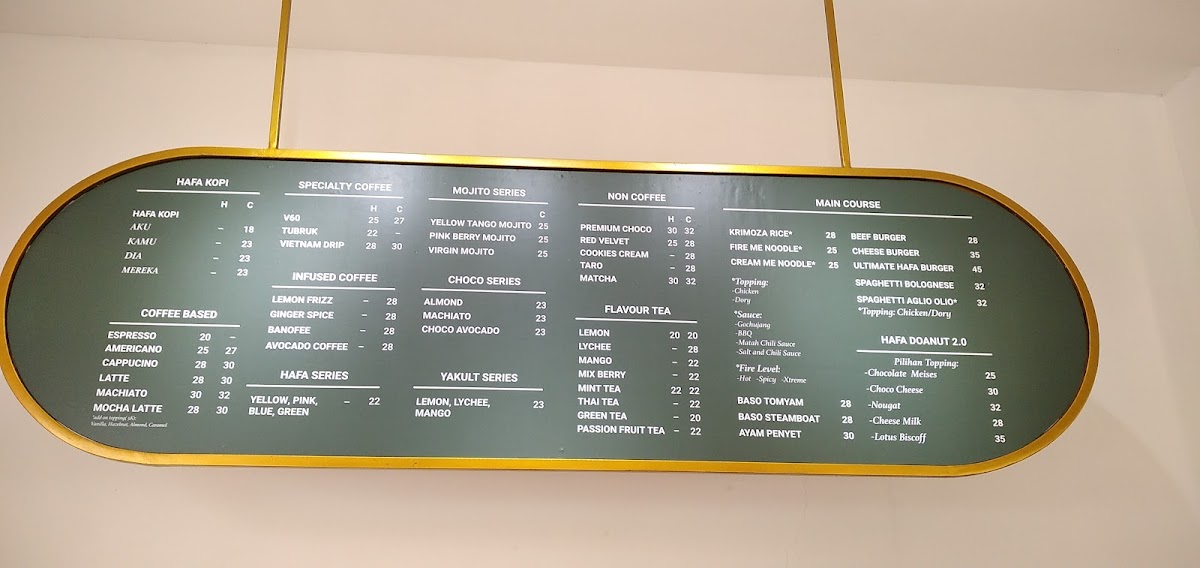 HAFA KOPI
H C
HAFA KOPI
AKU – 18
KAMU – 23
DIA – 23
MEREKA – 23
COFFEE BASED
ESPRESSO 20 –
AMERICANO 25 27
CAPPUCINO 28 30
LATTE 28 30
MACHIATO 30 32
MOCHA LATTE 28 30
Vanilla, Hazelnut, Almond, Caramel
SPECIALTY COFFEE
H C
V60 25 27
TUBRUK 22 –
VIETNAM DRIP 28 30
INFUSED COFFEE
LEMON FRIZZ – 28
GINGER SPICE – 28
BANOFEE – 28
AVOCADO COFFEE – 28
HAFA SERIES
YELLOW, PINK, – 22
BLUE, GREEN
MOJITO SERIES
C
YELLOW TANGO MOJITO 25
PINK BERRY MOJITO 25
VIRGIN MOJITO 25
CHOCO SERIES
ALMOND 23
MACHIATO 23
CHOCO AVOCADO 23
YAKULT SERIES
LEMON, LYCHEE, 23
MANGO
NON COFFEE
H C
PREMIUM CHOCO 30 32
RED VELVET 25 28
COOKIES CREAM – 28
TARO – 28
MATCHA 30 32
FLAVOUR TEA
LEMON 20 20
LYCHEE – 28
MANGO – 22
MIX BERRY – 22
MINT TEA 22 22
THAI TEA – 22
GREEN TEA – 20
PASSION FRUIT TEA – 22
MAIN COURSE
KRIMOZA RICE* 28
FIRE ME NOODLE* 25
CREAM ME NOODLE* 25
*Topping:
-Chicken
-Dory
*Sauce:
-Gochujang
-BBQ
-Matah Chili Sauce
-Salt and Chili Sauce
*Fire Level:
-Hot -Spicy -Xtreme
BASO TOMYAM 28
BASO STEAMBOAT 28
AYAM PENYET 30
BEEF BURGER 28
CHEESE BURGER 35
ULTIMATE HAFA BURGER 45
SPAGHETTI BOLOGNESE 32
SPAGHETTI AGLIO OLIO* 32
*Topping: Chicken/Dory
HAFA DOANUT 2.0
Pilihan Topping:
-Chocolate Meises 25
-Choco Cheese 30
-Nougat 32
-Cheese Milk 28
-Lotus Biscoff 35